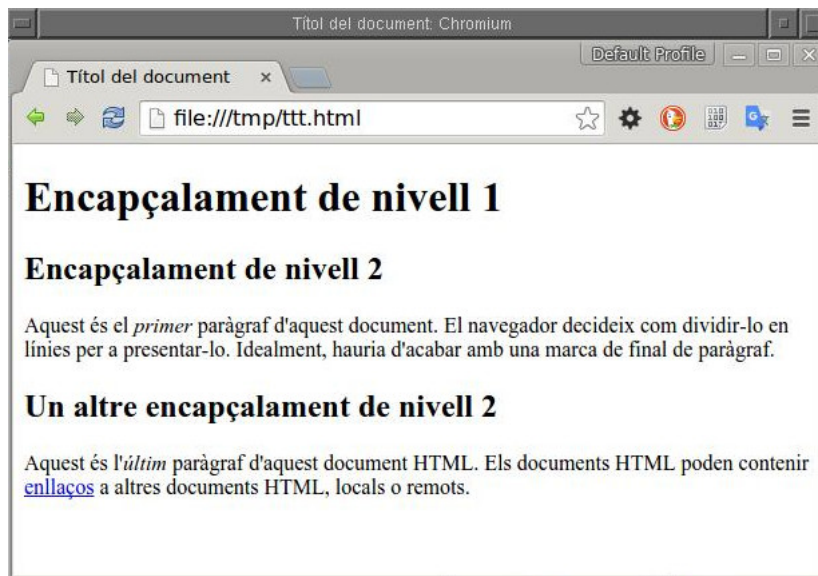 Títol del document: Chromium
Default Profile
Títol del document ×
file:///tmp/ttt.html
Encapçalament de nivell 1
Encapçalament de nivell 2
Aquest és el primer paràgraf d'aquest document. El navegador decideix com dividir-lo en
línies per a presentar-lo. Idealment, hauria d'acabar amb una marca de final de paràgraf.
Un altre encapçalament de nivell 2
Aquest és l'últim paràgraf d'aquest document HTML. Els documents HTML poden contenir
enllaços a altres documents HTML, locals o remots.